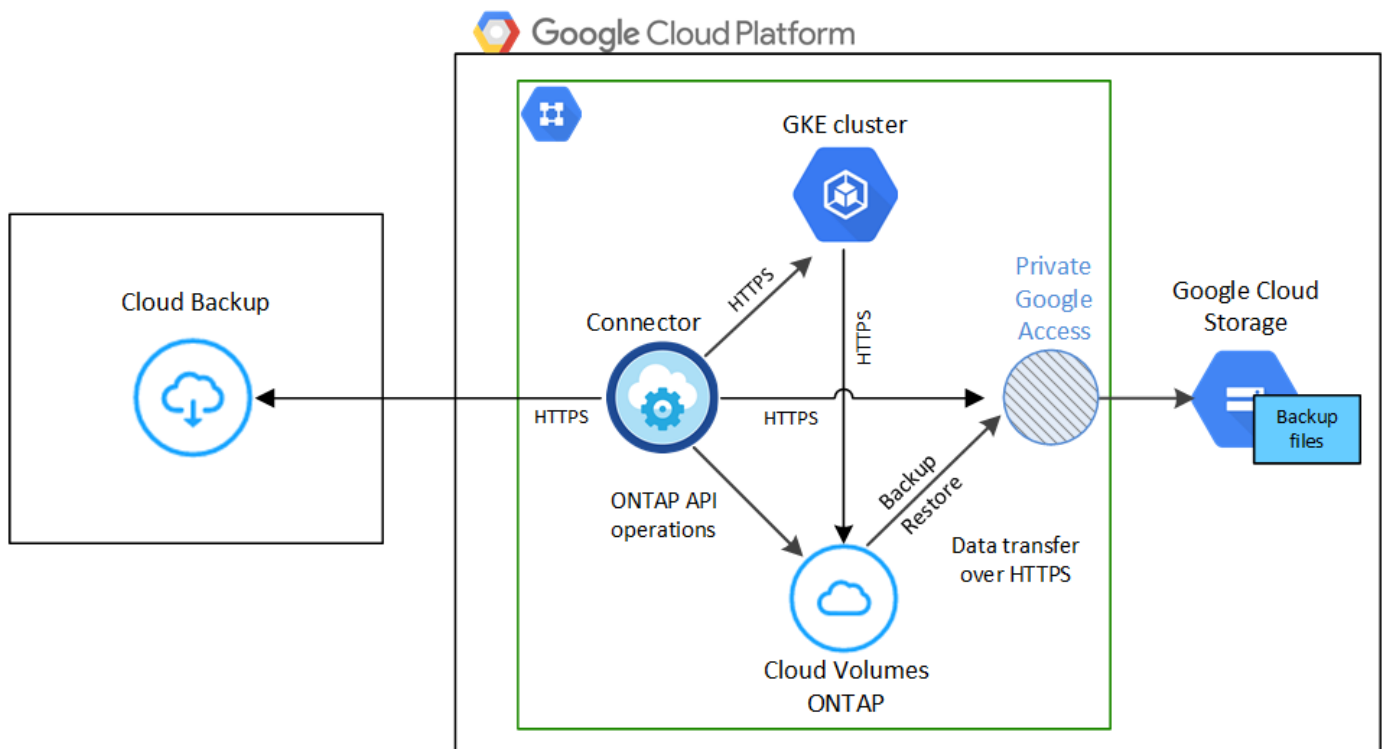 Google Cloud Platform
GKE cluster
Cloud Backup
Connector
HTTPS
HTTPS
Private
Google
Access
Google Cloud
Storage
HTTPS
HTTPS
Backup
files
ONTAP API
operations
Backup
Restore
Data transfer
over HTTPS
Cloud Volumes
ONTAP